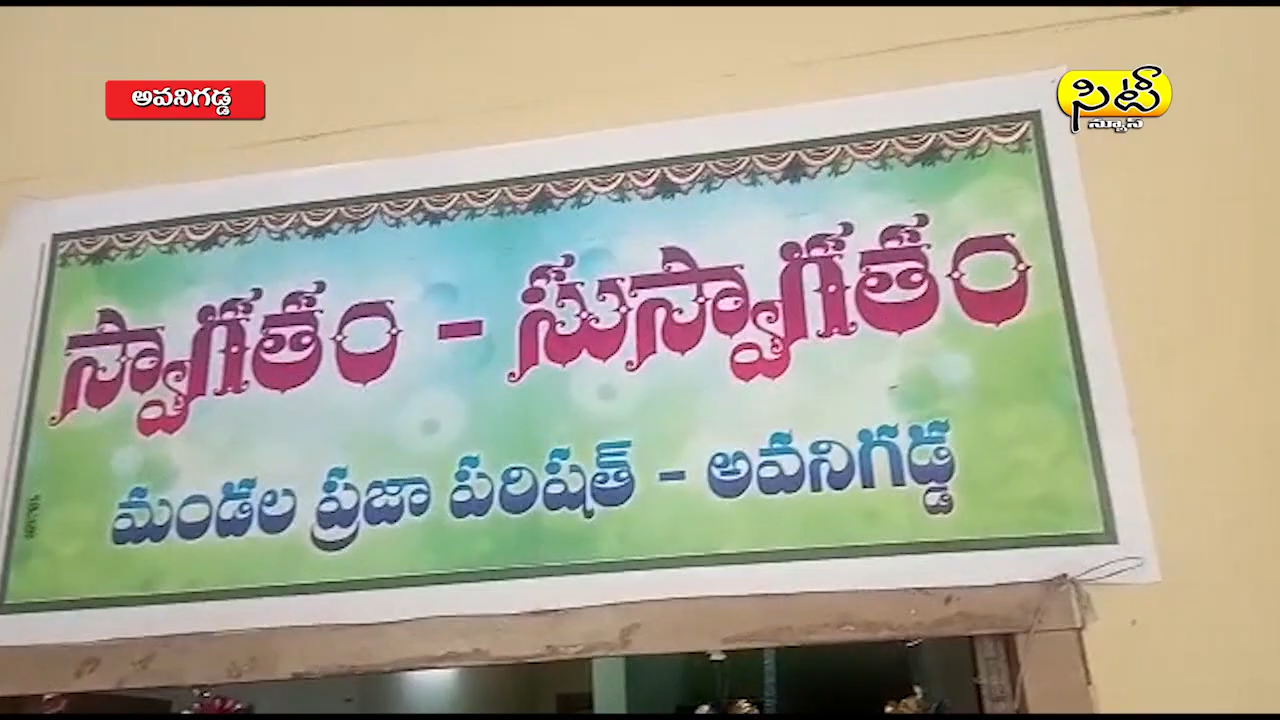 అవనిగడ్డ
సిటీ
న్యూస్
స్వాగతం - సుస్వాగతం
మండల ప్రజా పరిషత్ - అవనిగడ్డ